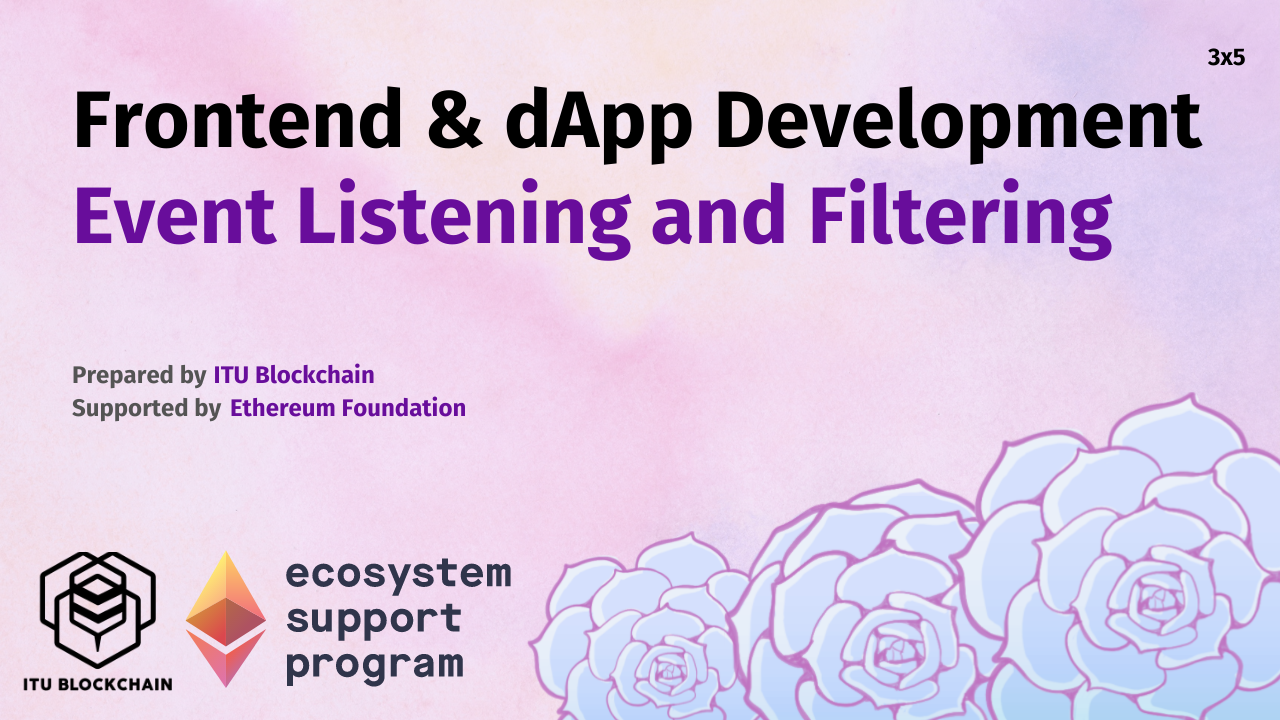 3x5
Frontend & dApp Development
Event Listening and Filtering
Prepared by ITU Blockchain
Supported by Ethereum Foundation
ITU BLOCKCHAIN
ecosystem
support
program